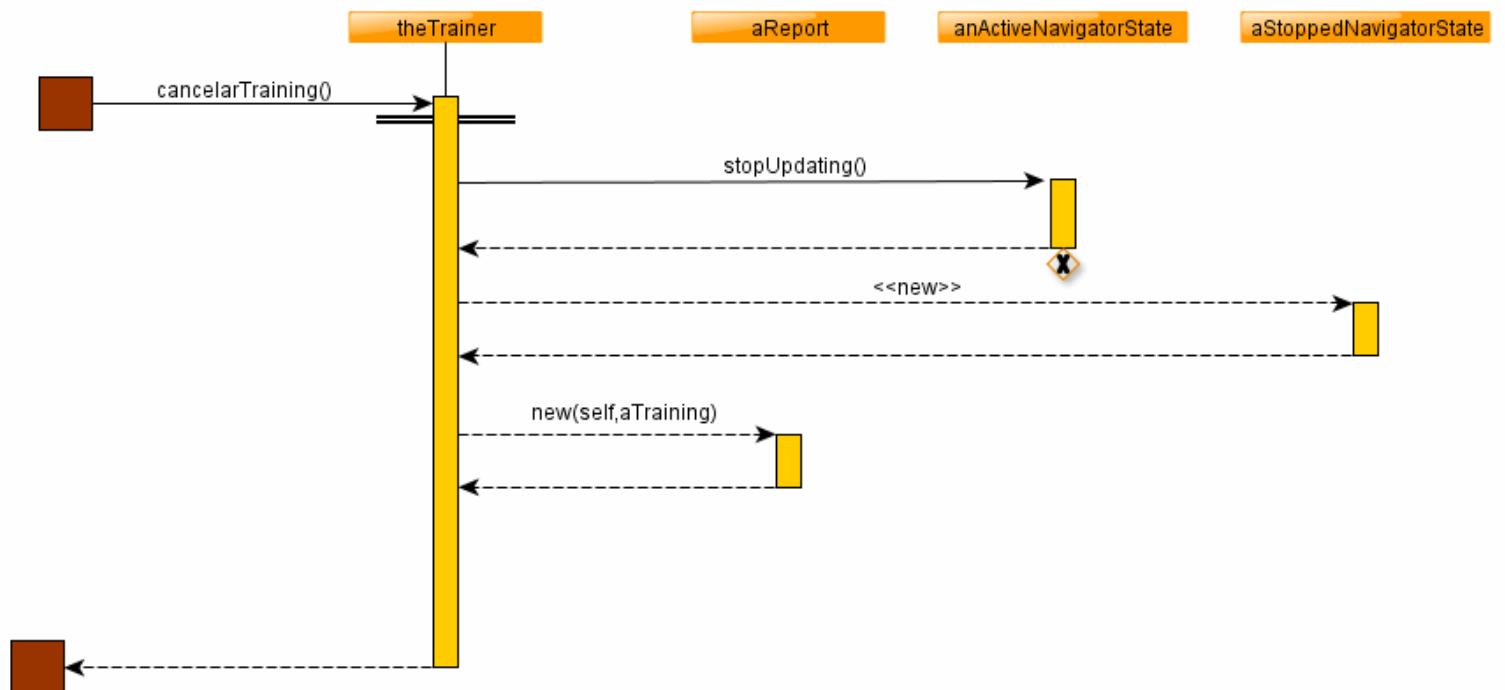 theTrainer
aReport
anActiveNavigatorState
aStoppedNavigatorState
cancelarTraining()
stopUpdating()
X
<<new>>
new(self,aTraining)